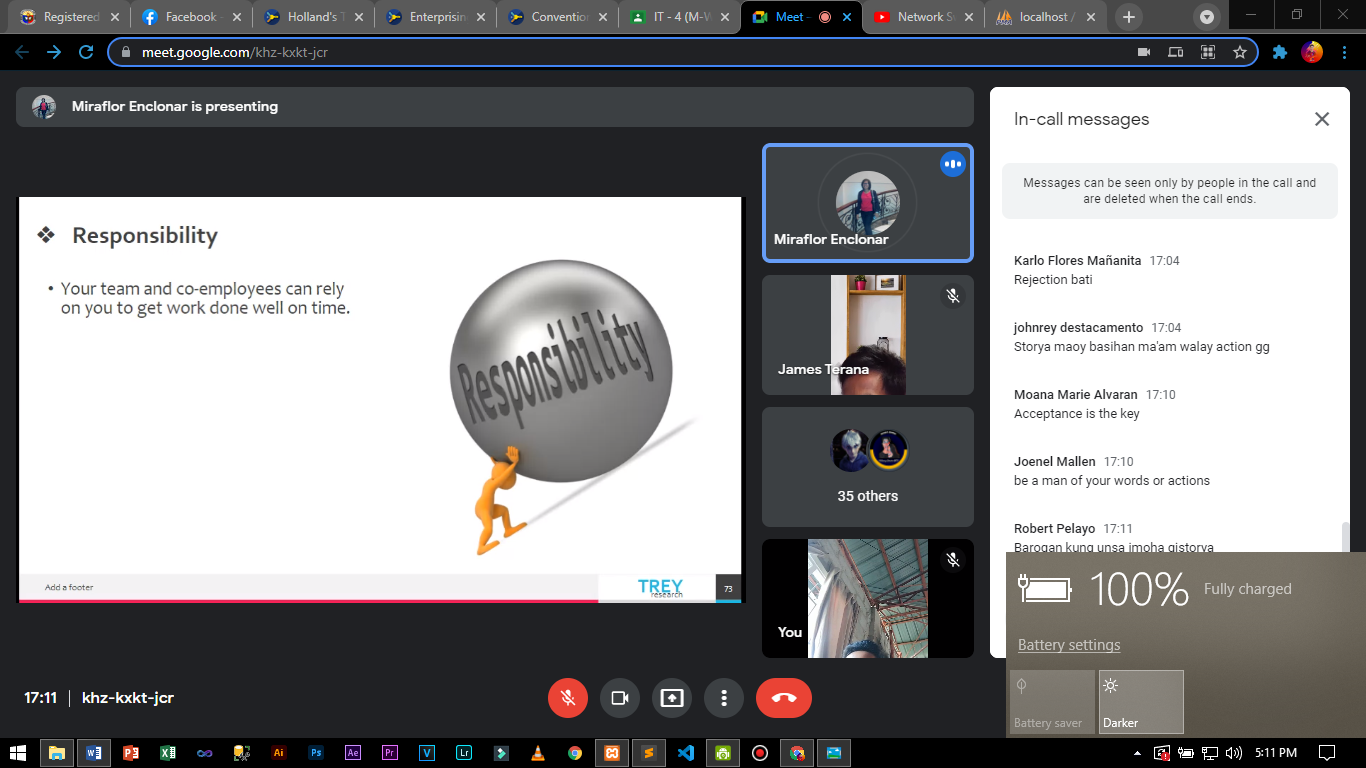 Registered
Facebook -
Holland's T
Enterprisin
Convention
IT - 4 (M-W
Meet -
Network Se
localhost /
meet.google.com/khz-kxkt-jcr
Miraflor Enclonar is presenting
❖ Responsibility
• Your team and co-employees can rely
on you to get work done well on time.
Responsibility
Add a footer
TREY
research
73
Miraflor Enclonar
James Terana
35 others
You
In-call messages
Messages can be seen only by people in the call and
are deleted when the call ends.
Karlo Flores Mañanita 17:04
Rejection bati
johnrey destacamento 17:04
Storya maoy basihan ma'am walay action gg
Moana Marie Alvaran 17:10
Acceptance is the key
Joenel Mallen 17:10
be a man of your words or actions
Robert Pelayo 17:11
Barogan kung unsa imoha gistorya
100% Fully charged
Battery settings
Battery saver
Darker
17:11 | khz-kxkt-jcr
Ai
Ps
Ae
Pr
V
Lr
5:11 PM